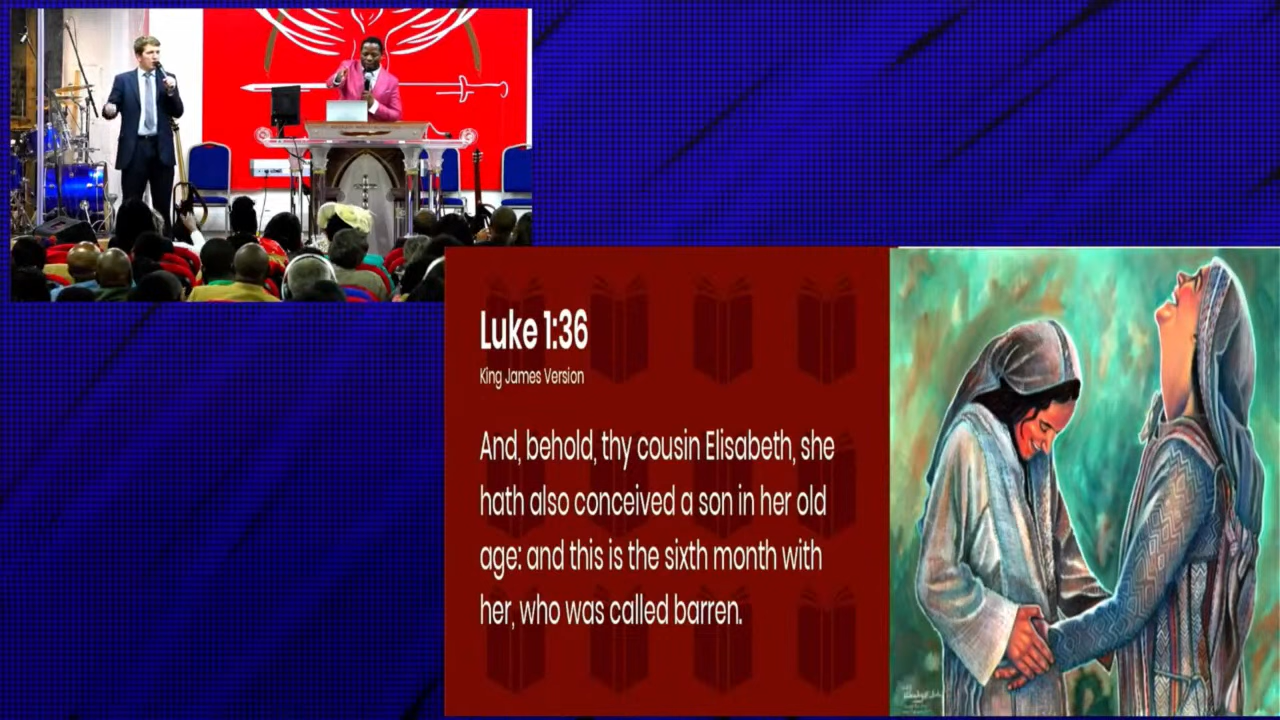 Luke 1:36
King James Version
And, behold, thy cousin Elisabeth, she
hath also conceived a son in her old
age: and this is the sixth month with
her, who was called barren.